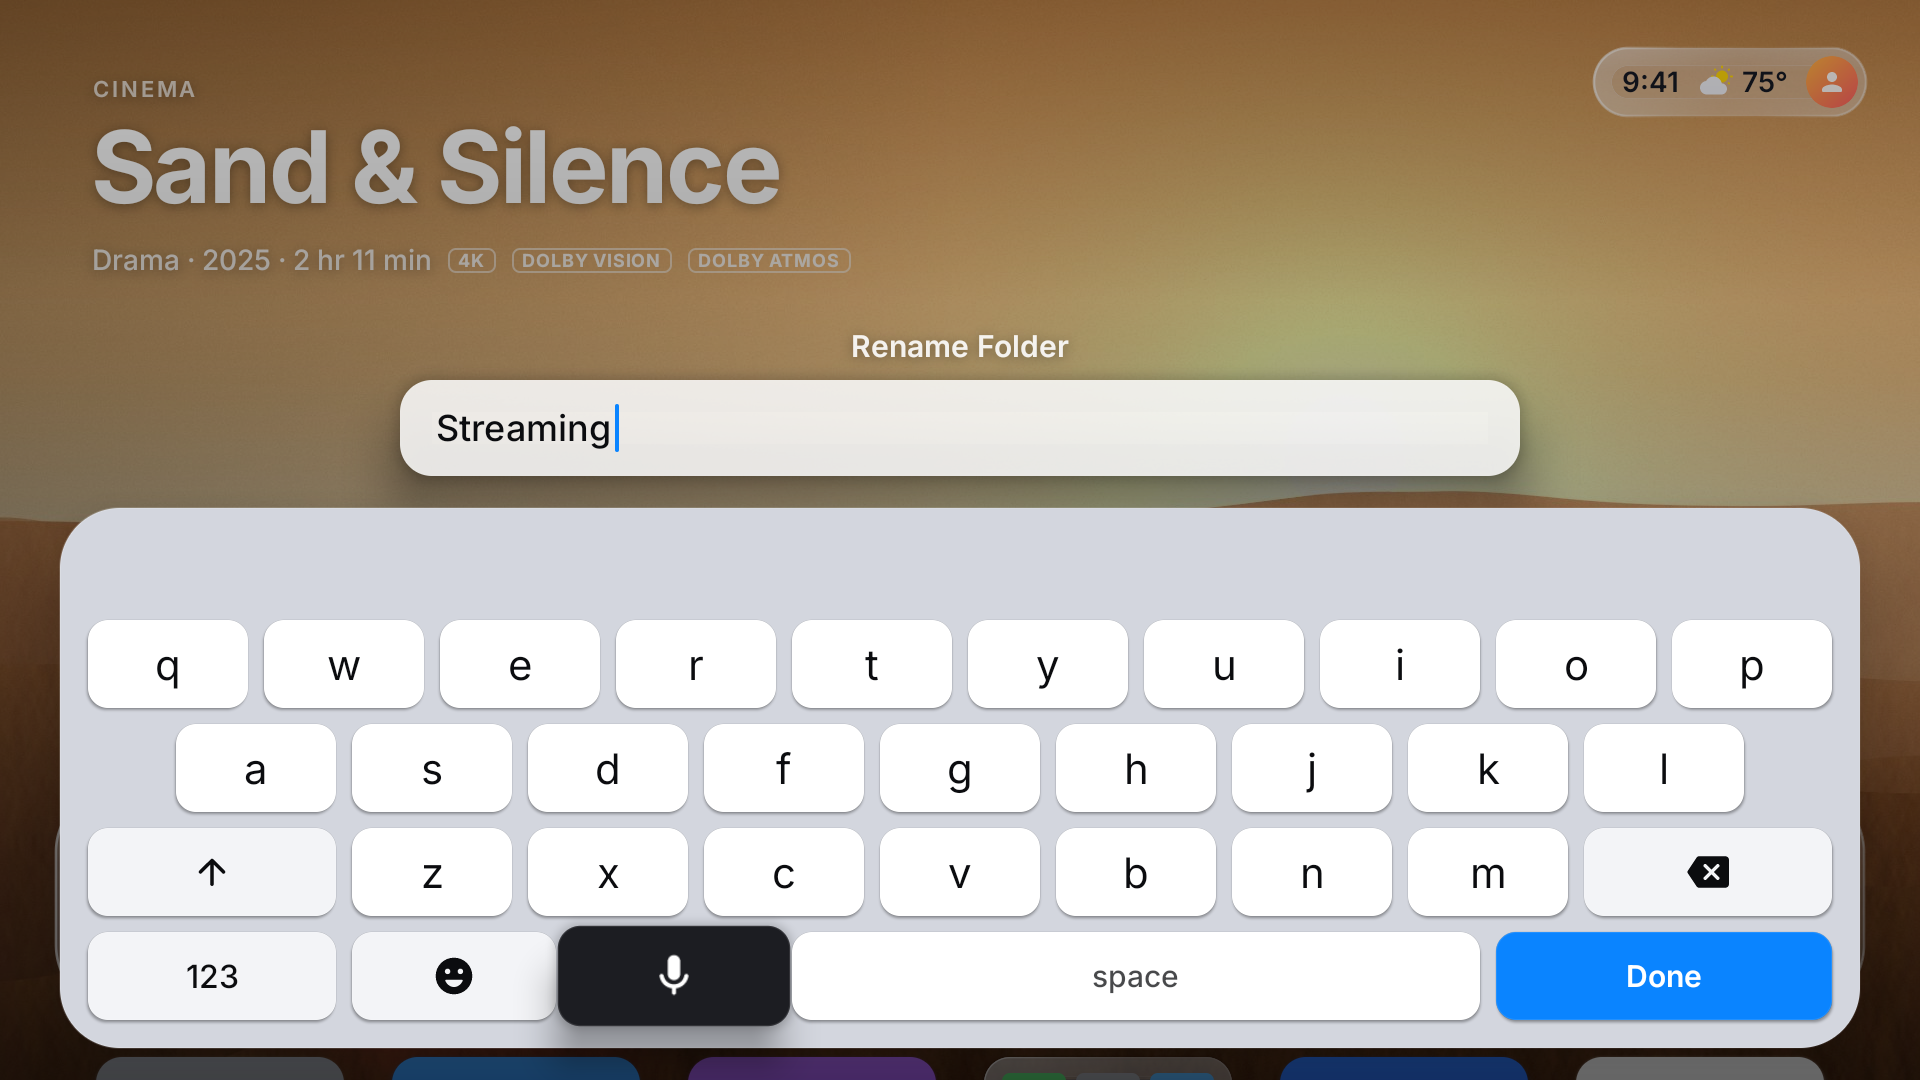 CINEMA
9:41 75°
Sand & Silence
Drama · 2025 · 2 hr 11 min 4K DOLBY VISION DOLBY ATMOS
Rename Folder
Streaming
q w e r t y u i o p
a s d f g h j k l
z x c v b n m
123 space Done